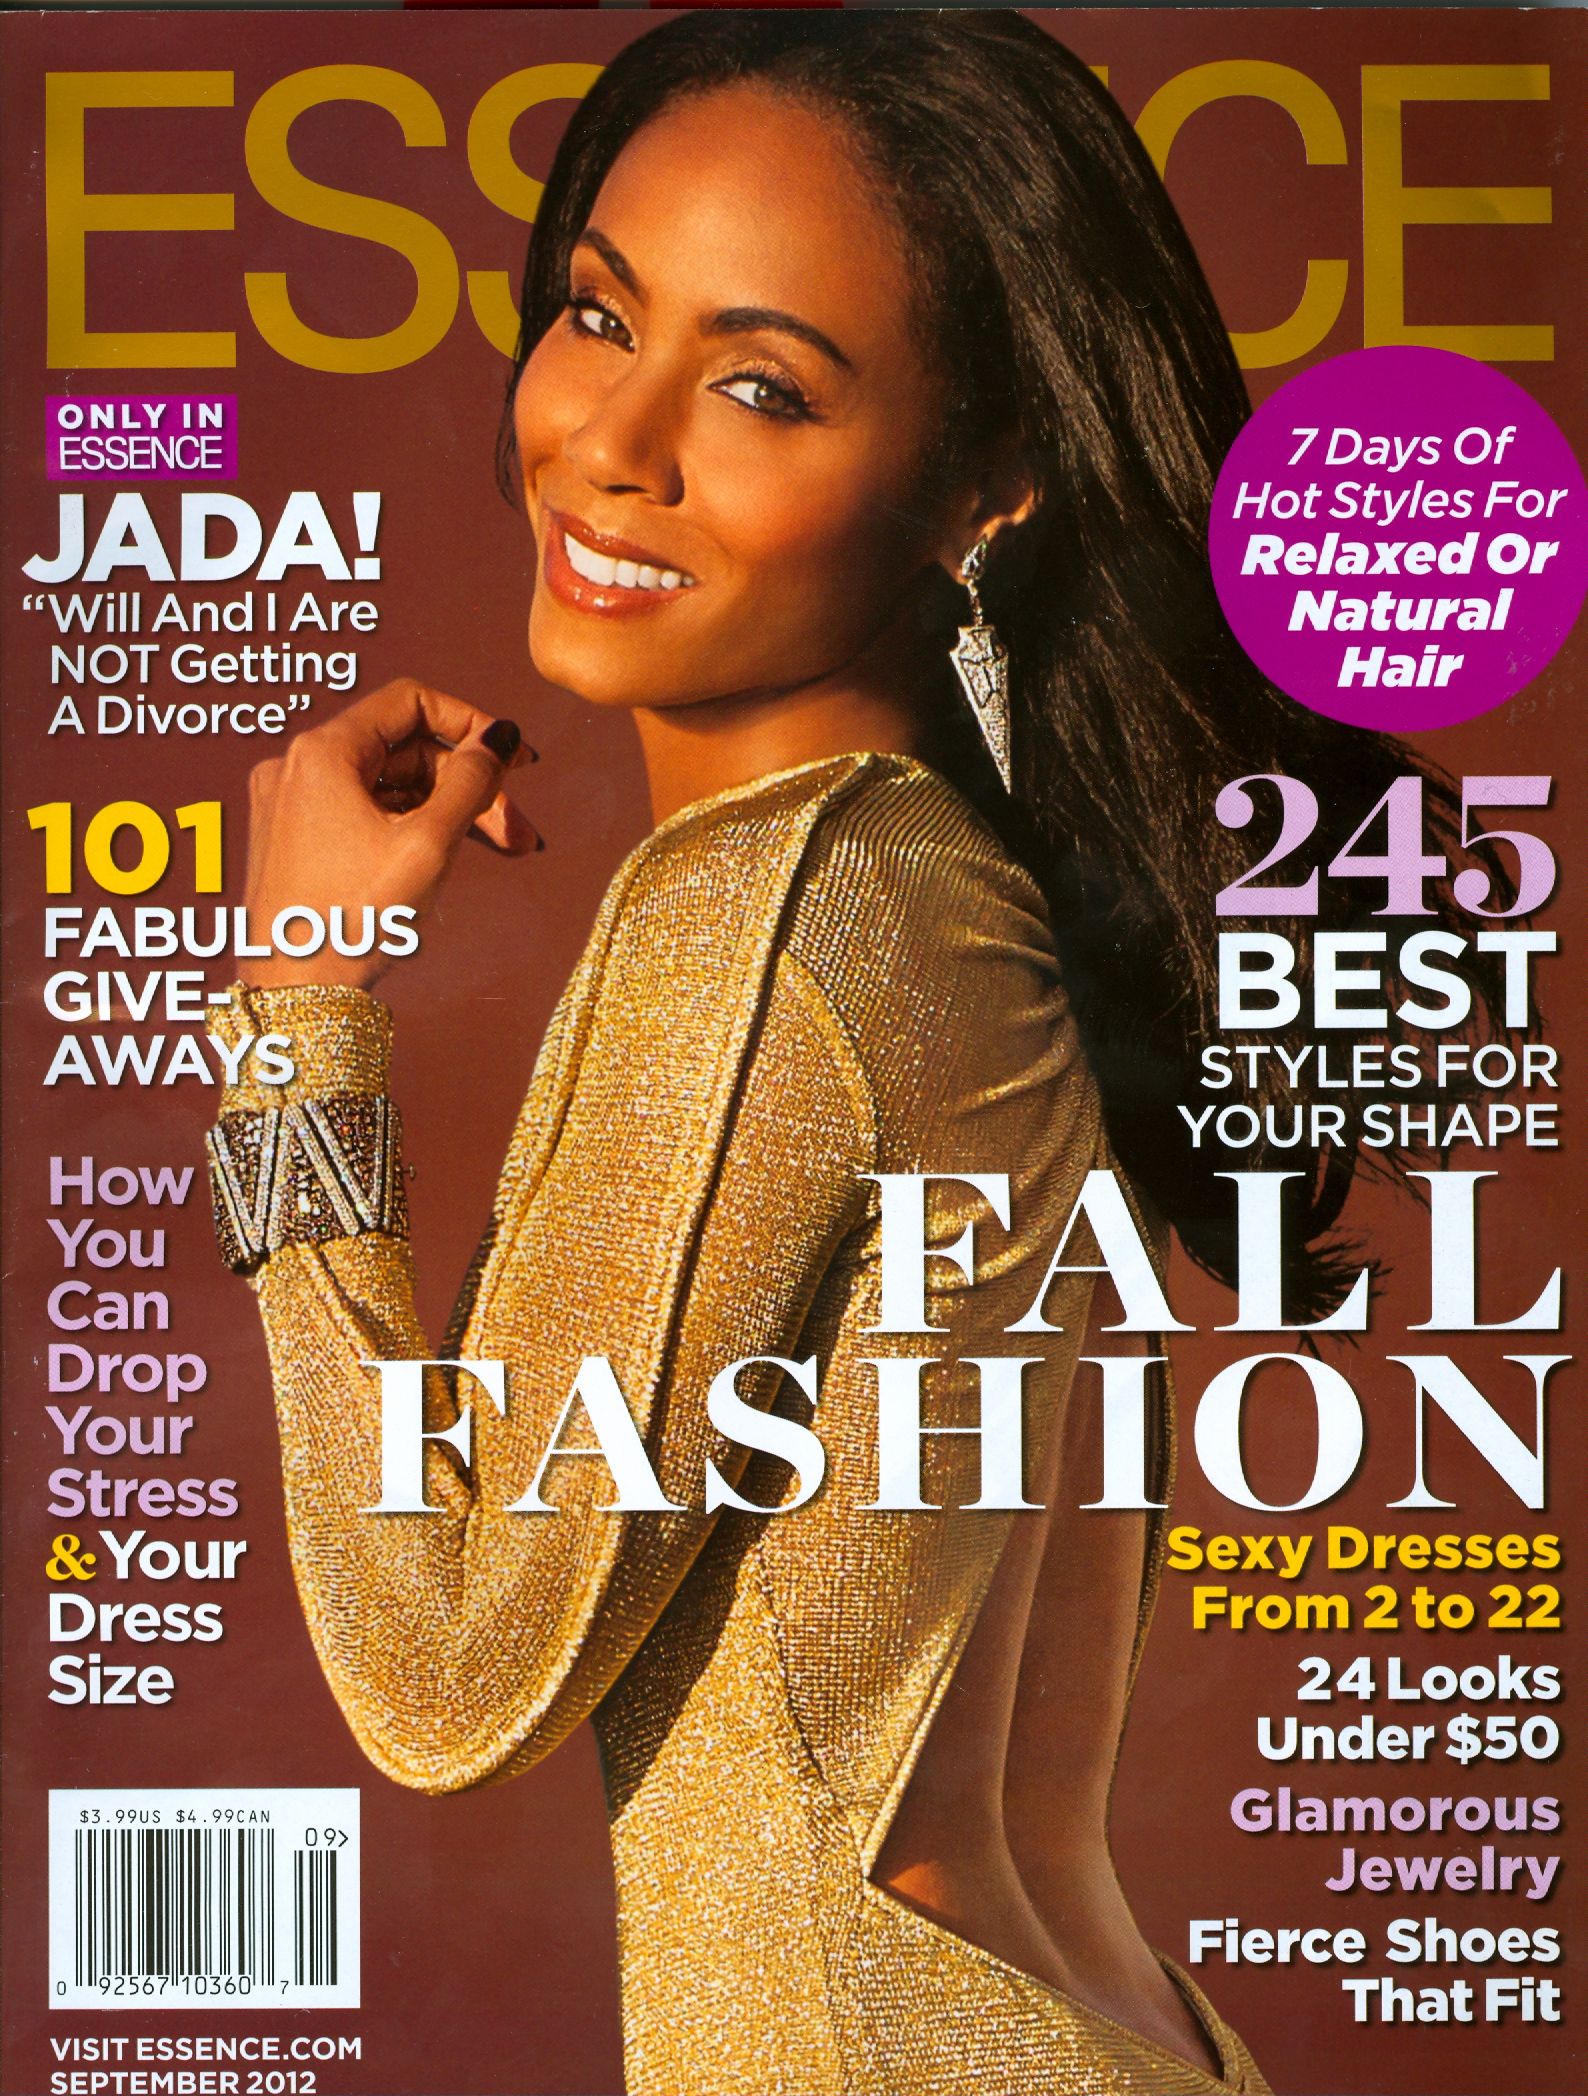 ESSENCE
ONLY IN
ESSENCE
JADA!
“Will And I Are
NOT Getting
A Divorce”
7 Days Of
Hot Styles For
Relaxed Or
Natural
Hair
101
FABULOUS
GIVE-
AWAYS
245
BEST
STYLES FOR
YOUR SHAPE
FALL
FASHION
How
You
Can
Drop
Your
Stress
& Your
Dress
Size
Sexy Dresses
From 2 to 22
24 Looks
Under $50
Glamorous
Jewelry
Fierce Shoes
That Fit
$3.99US $4.99CAN
09>
0 92567 10360 7
VISIT ESSENCE.COM
SEPTEMBER 2012